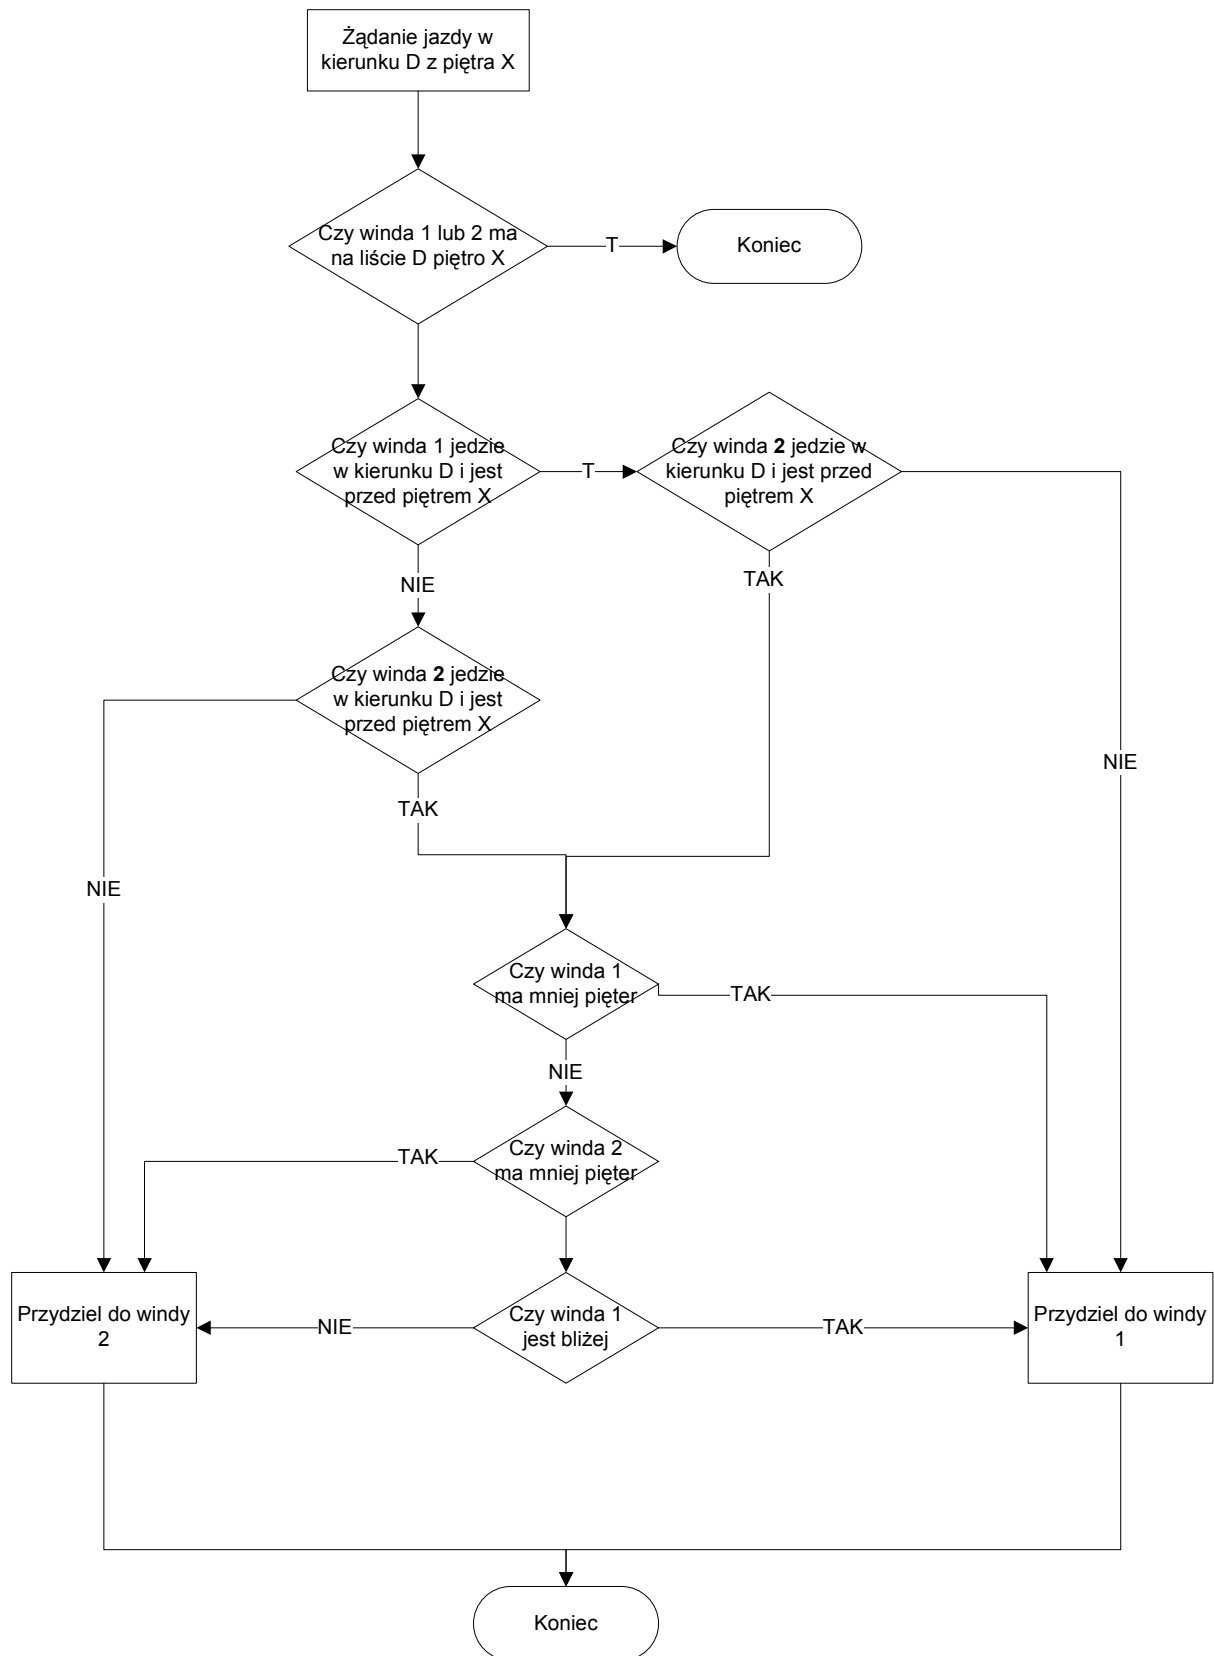 Żądanie jazdy w
kierunku D z piętra X
Czy winda 1 lub 2 ma
na liście D piętro X
T
Koniec
Czy winda 1 jedzie
w kierunku D i jest
przed piętrem X
T
Czy winda 2 jedzie w
kierunku D i jest przed
piętrem X
NIE
TAK
Czy winda 2 jedzie
w kierunku D i jest
przed piętrem X
NIE
TAK
NIE
Czy winda 1
ma mniej pięter
TAK
NIE
Czy winda 2
ma mniej pięter
TAK
Przydziel do windy
2
NIE
Czy winda 1
jest bliżej
TAK
Przydziel do windy
1
Koniec